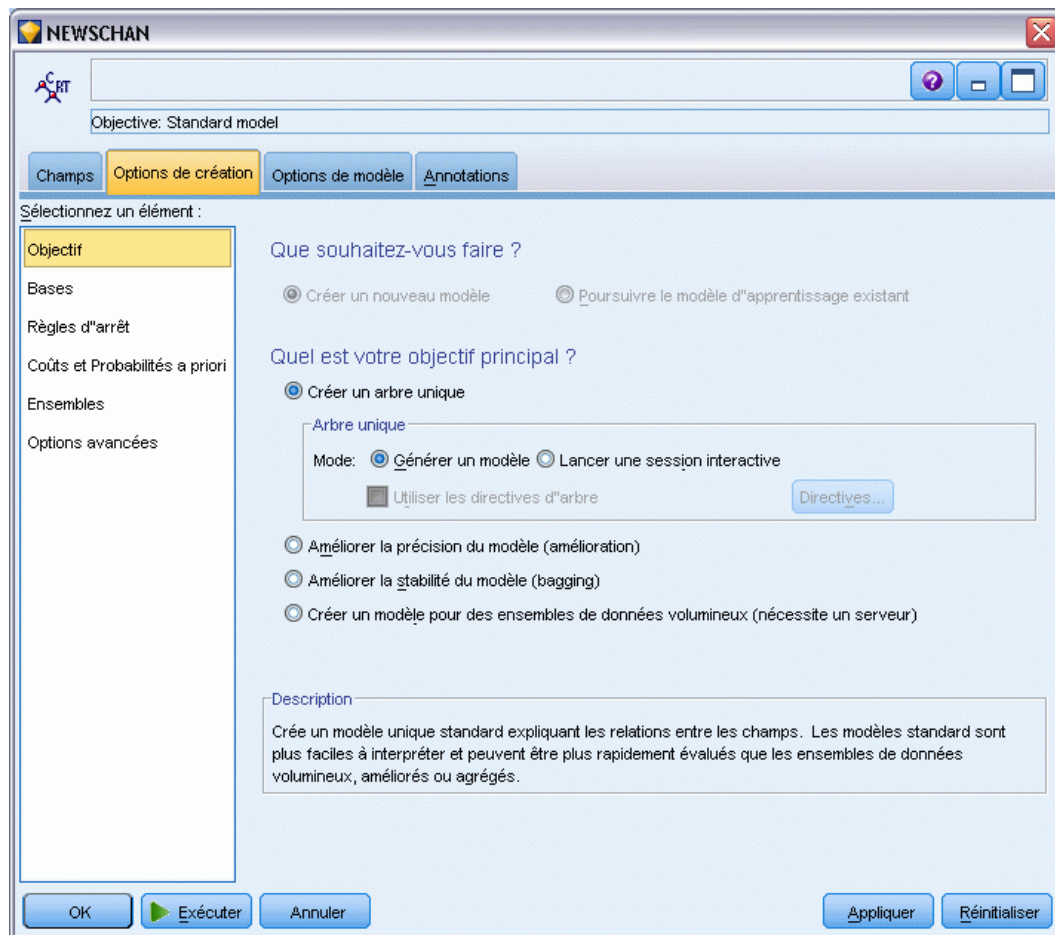 NEWSCHAN
C RT
Objective: Standard model
Champs Options de création Options de modèle Annotations
Sélectionnez un élément :
Objectif
Bases
Règles d"arrêt
Coûts et Probabilités a priori
Ensembles
Options avancées
Que souhaitez-vous faire ?
Créer un nouveau modèle Poursuivre le modèle d"apprentissage existant
Quel est votre objectif principal ?
Créer un arbre unique
Arbre unique
Mode: Générer un modèle Lancer une session interactive
Utiliser les directives d"arbre Directives...
Améliorer la précision du modèle (amélioration)
Améliorer la stabilité du modèle (bagging)
Créer un modèle pour des ensembles de données volumineux (nécessite un serveur)
Description
Crée un modèle unique standard expliquant les relations entre les champs. Les modèles standard sont
plus faciles à interpréter et peuvent être plus rapidement évalués que les ensembles de données
volumineux, améliorés ou agrégés.
OK Exécuter Annuler Appliquer Réinitialiser